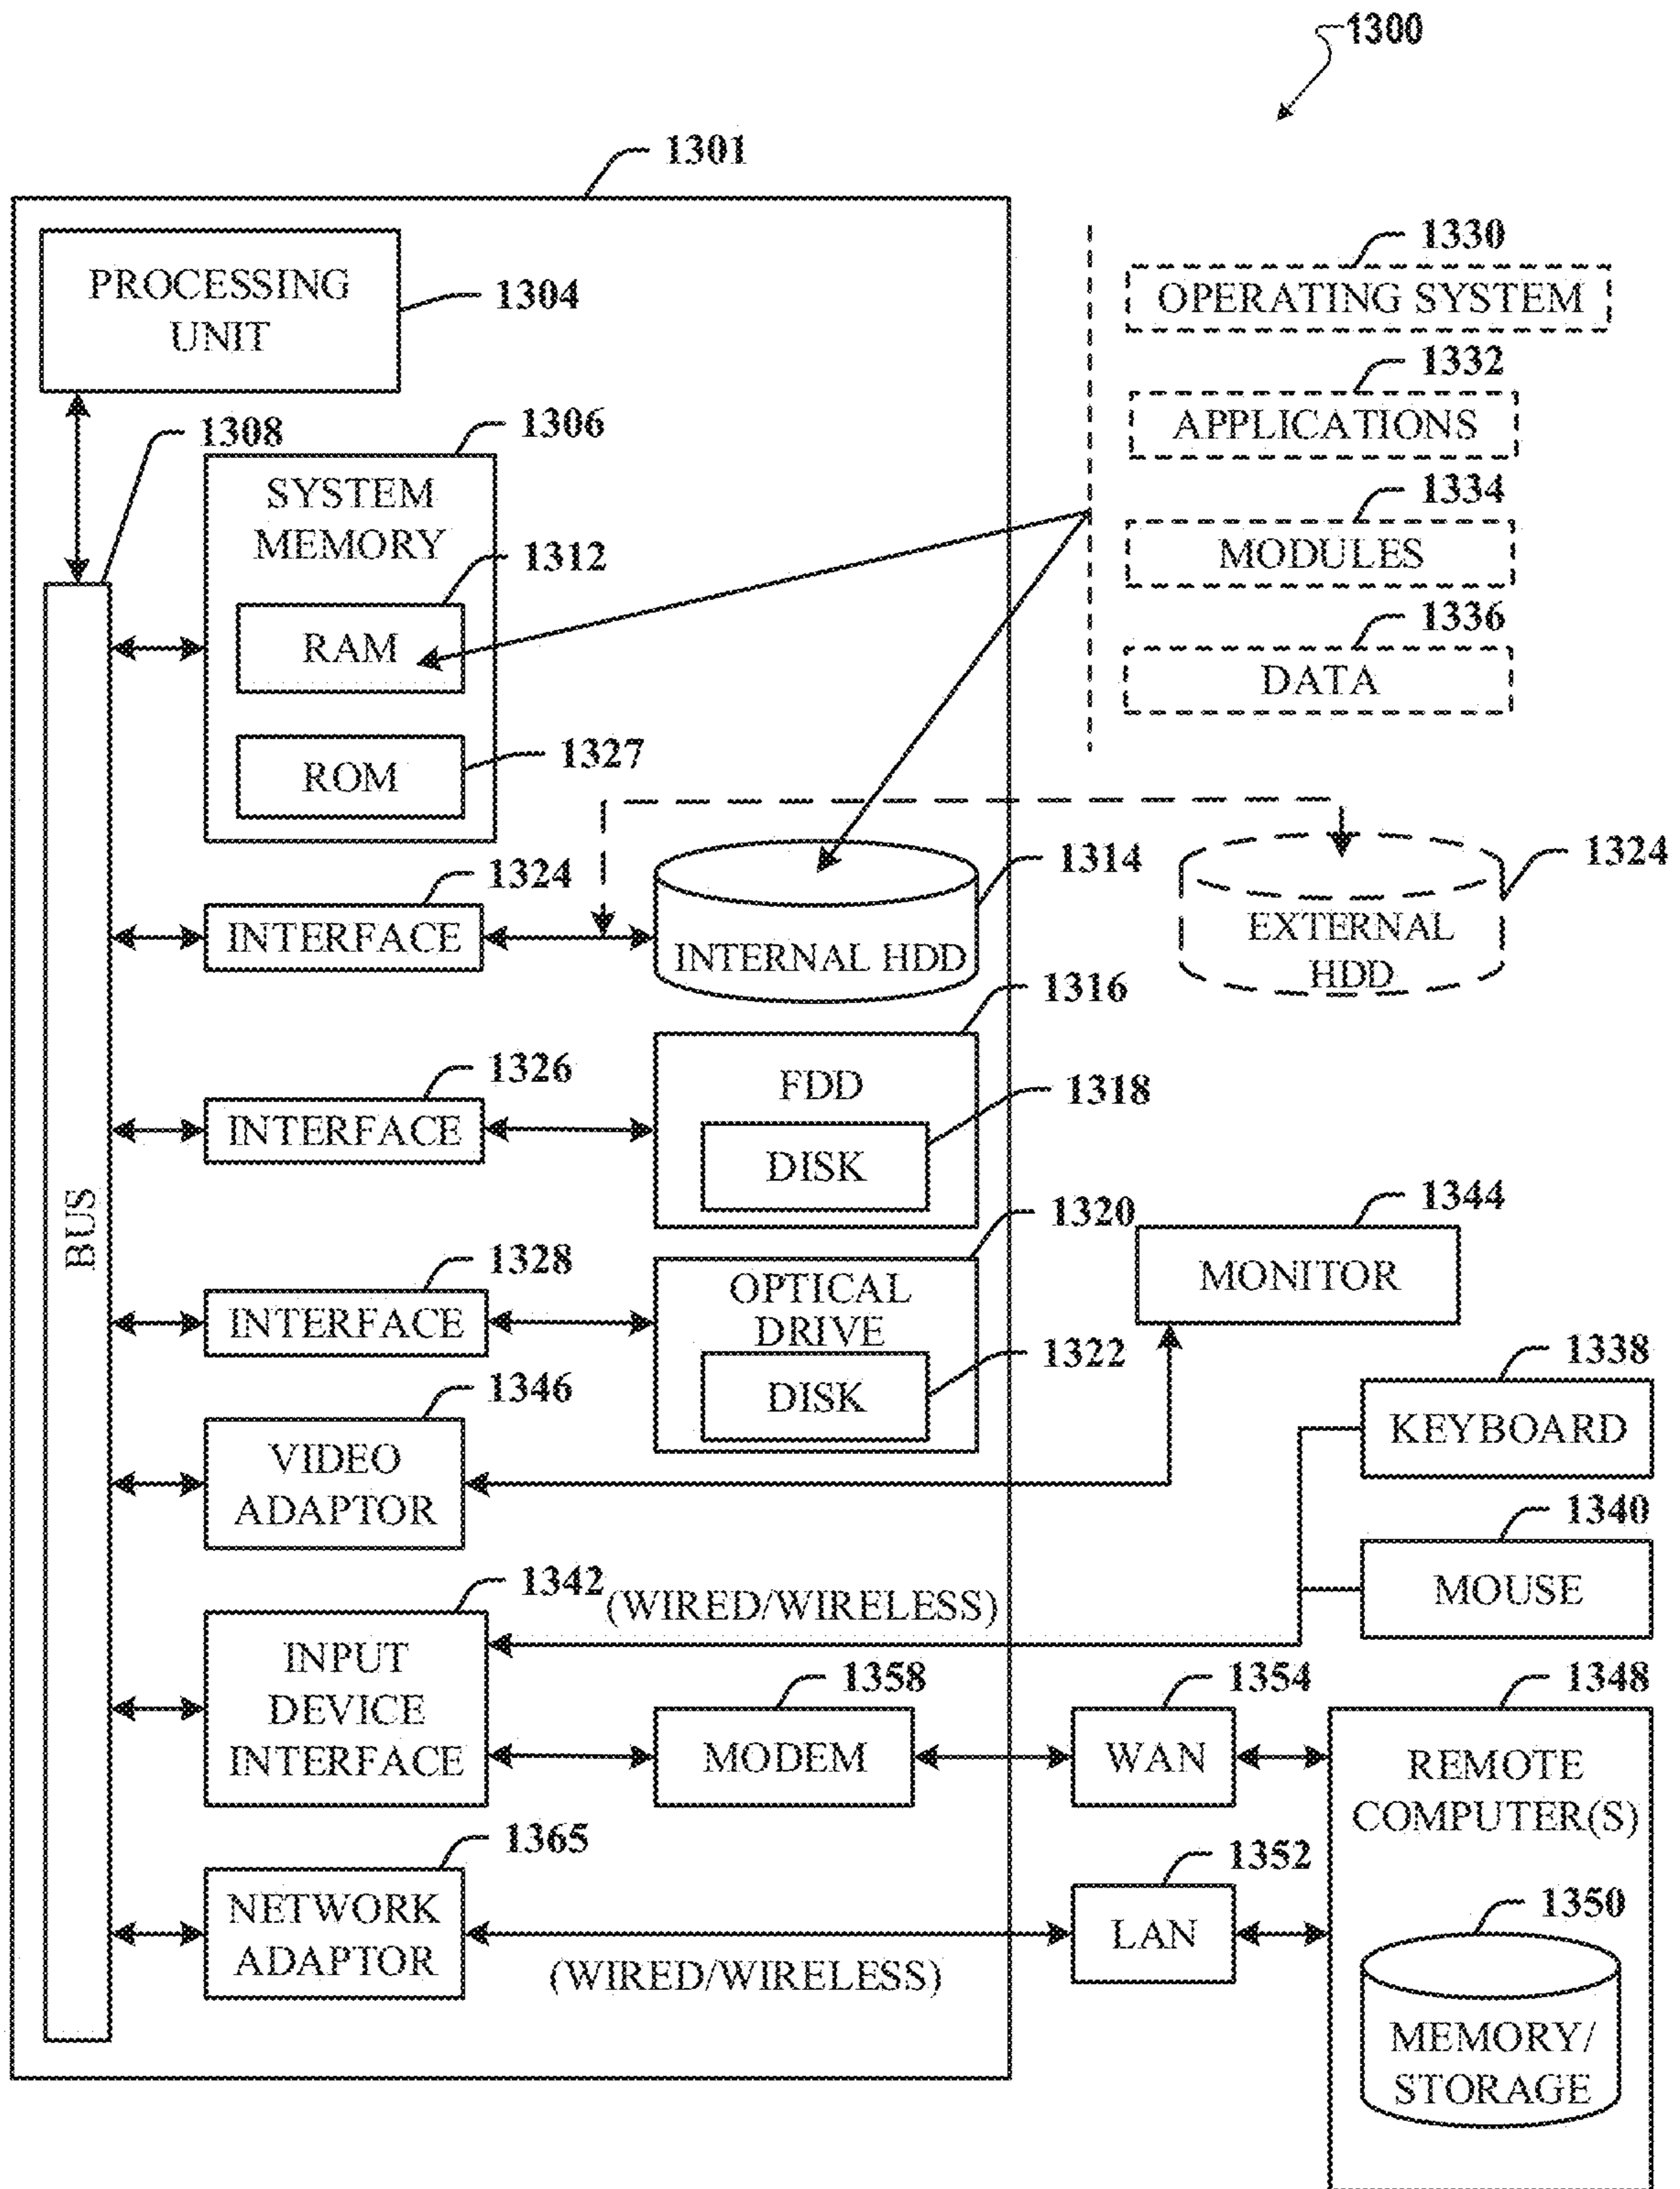 1300
1301
PROCESSING
UNIT
1304
1330
OPERATING SYSTEM
1332
APPLICATIONS
1334
MODULES
1336
DATA
1308
1306
SYSTEM
MEMORY
1312
RAM
1327
ROM
BUS
1324
INTERFACE
1314
INTERNAL HDD
1324
EXTERNAL
HDD
1326
INTERFACE
1316
FDD
1318
DISK
1328
INTERFACE
1320
OPTICAL
DRIVE
1322
DISK
1344
MONITOR
1346
VIDEO
ADAPTOR
1338
KEYBOARD
1340
MOUSE
1342
(WIRED/WIRELESS)
INPUT
DEVICE
INTERFACE
1358
MODEM
1354
WAN
1348
REMOTE
COMPUTER(S)
1365
NETWORK
ADAPTOR
(WIRED/WIRELESS)
1352
LAN
1350
MEMORY/
STORAGE